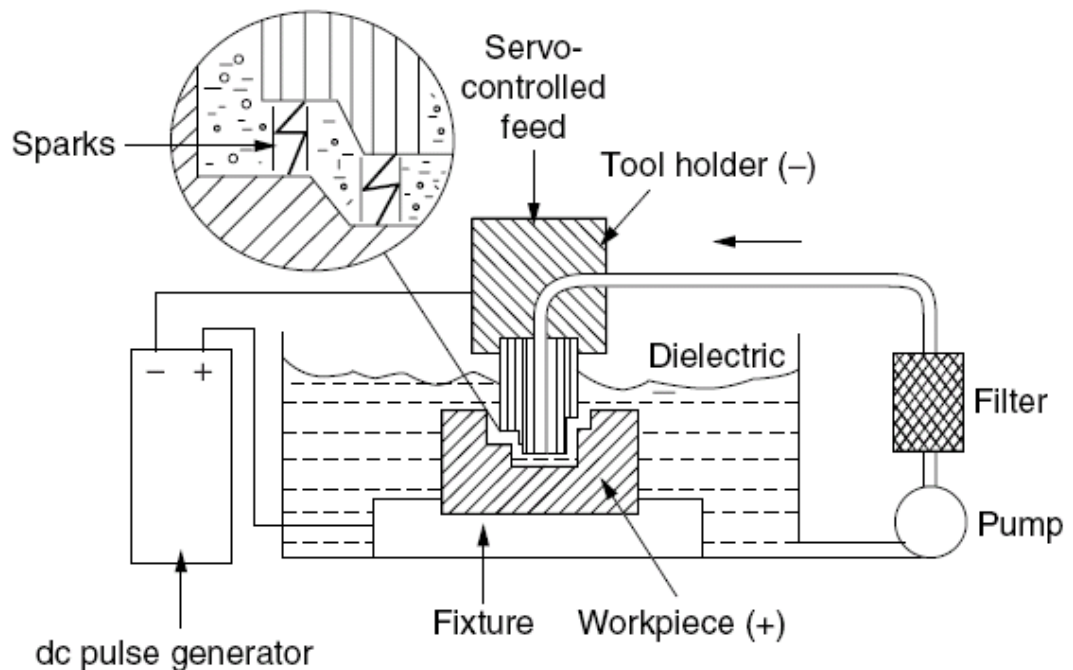 Servo-
controlled
feed
Sparks
Tool holder (–)
Dielectric
– +
Filter
Pump
Fixture
Workpiece (+)
dc pulse generator